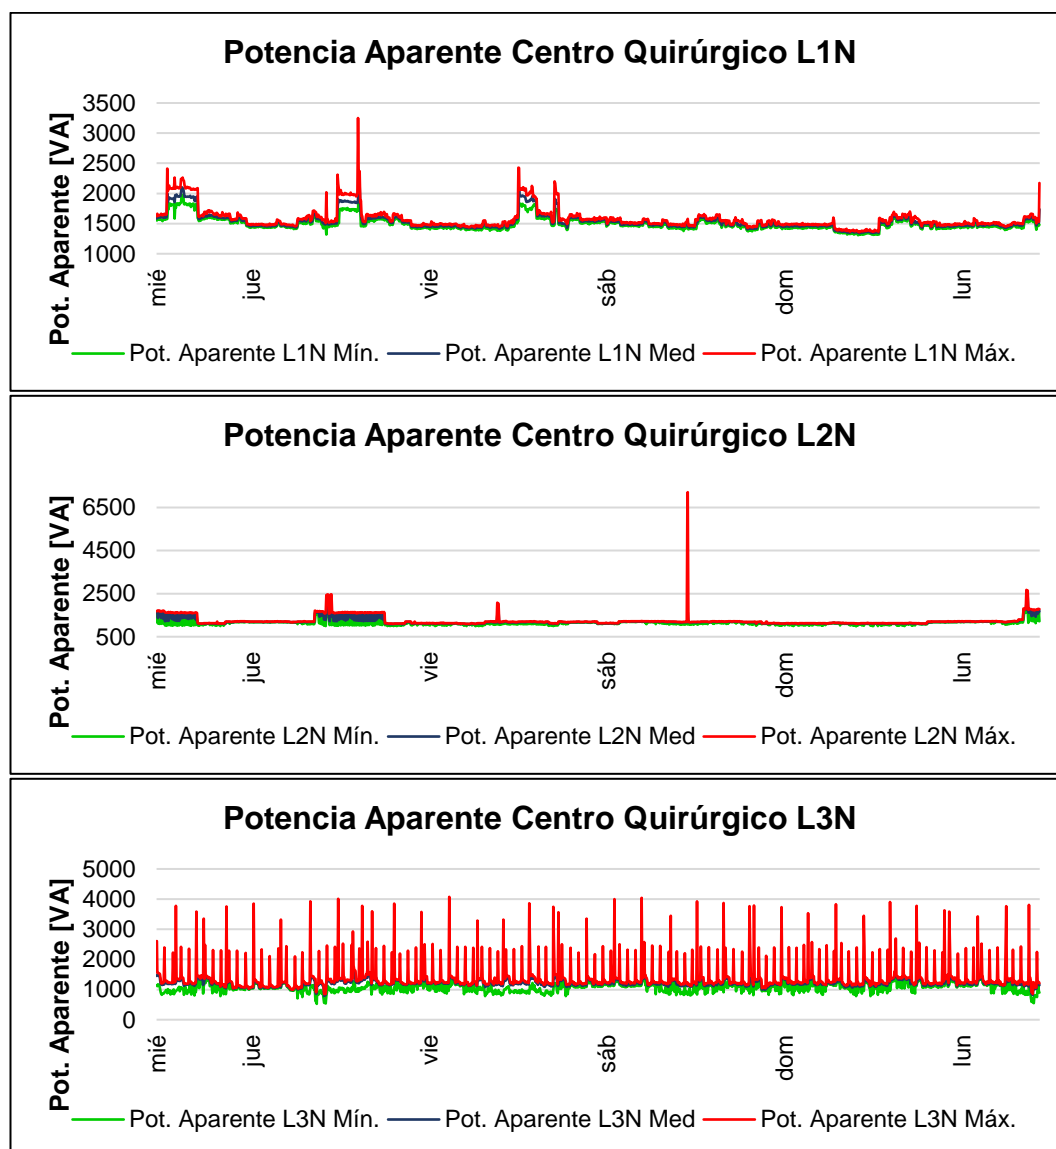 Potencia Aparente Centro Quirúrgico L1N
Pot. Aparente [VA]
3500
3000
2500
2000
1500
1000
mié jue vie sáb dom lun
Pot. Aparente L1N Mín. Pot. Aparente L1N Med Pot. Aparente L1N Máx.
Potencia Aparente Centro Quirúrgico L2N
Pot. Aparente [VA]
6500
4500
2500
500
mié jue vie sáb dom lun
Pot. Aparente L2N Mín. Pot. Aparente L2N Med Pot. Aparente L2N Máx.
Potencia Aparente Centro Quirúrgico L3N
Pot. Aparente [VA]
5000
4000
3000
2000
1000
0
mié jue vie sáb dom lun
Pot. Aparente L3N Mín. Pot. Aparente L3N Med Pot. Aparente L3N Máx.